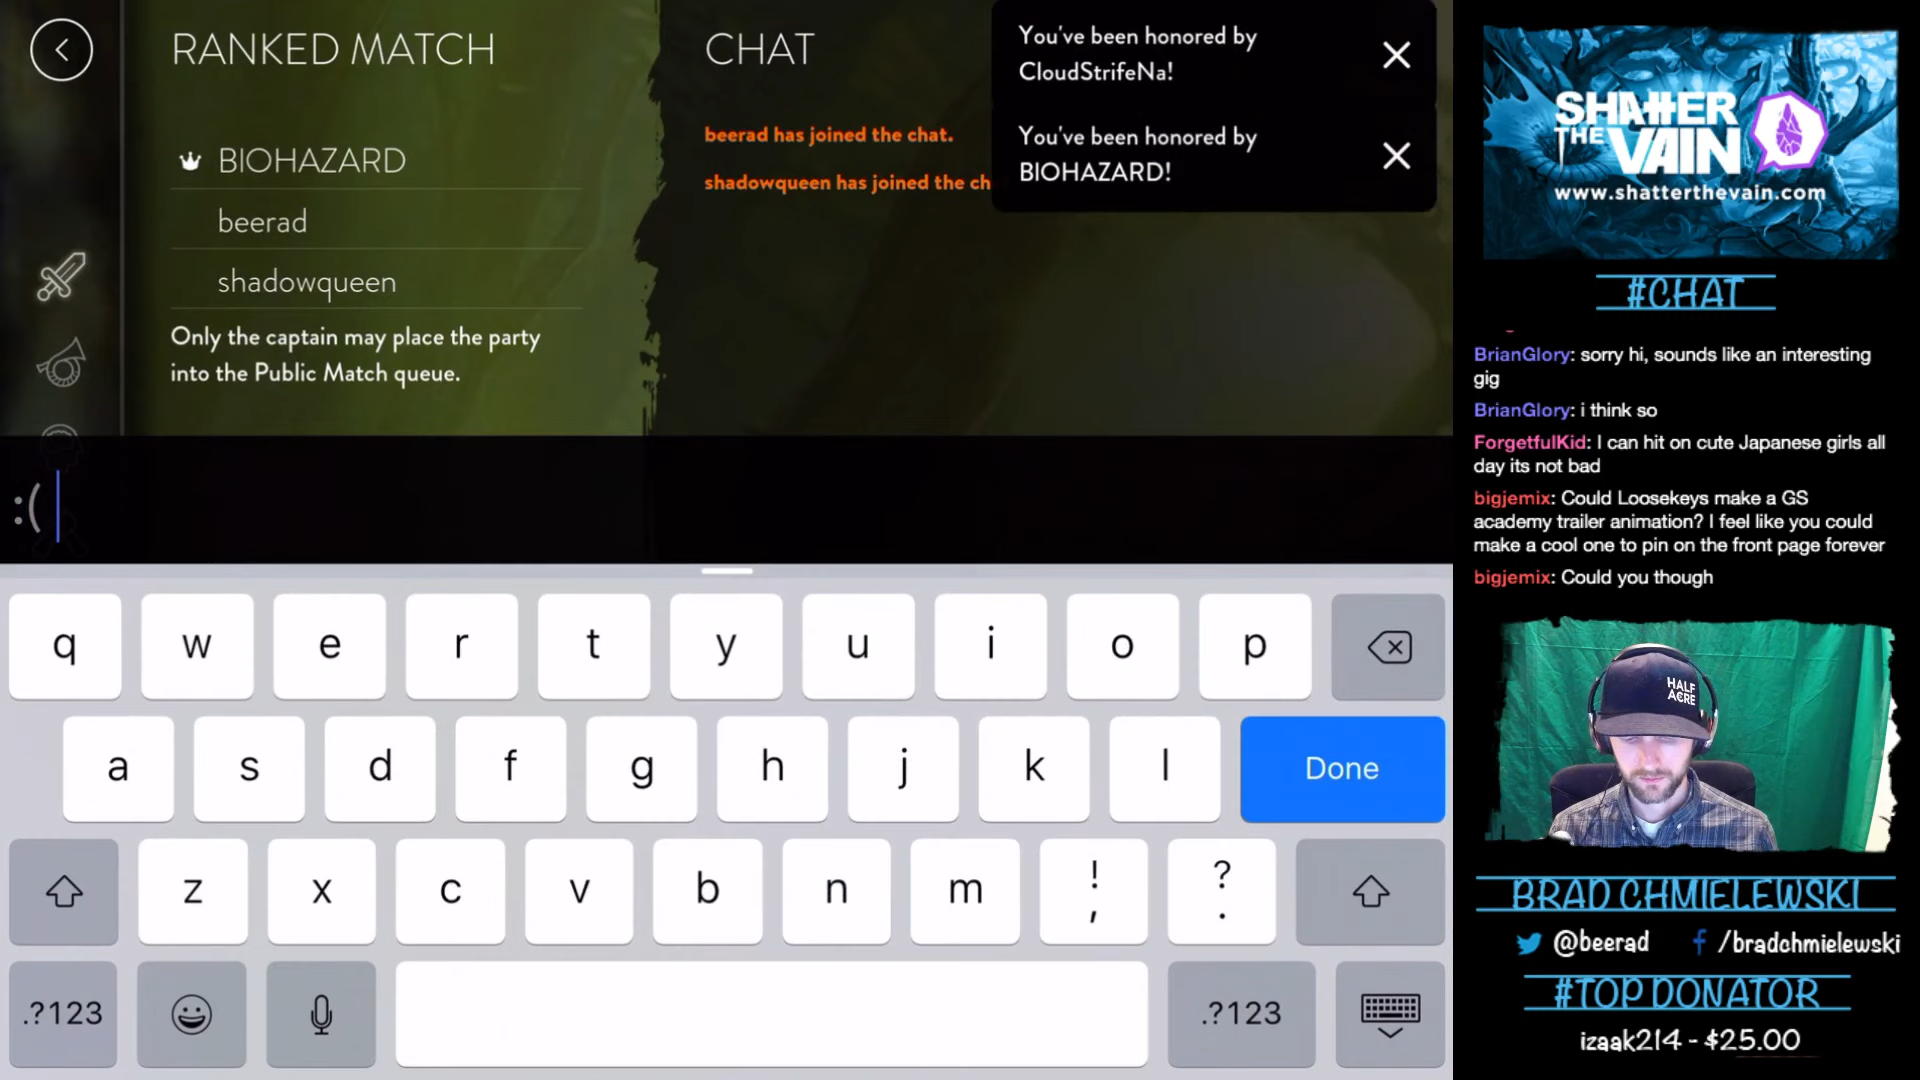 RANKED MATCH
BIOHAZARD
beerad
shadowqueen
Only the captain may place the party
into the Public Match queue.
CHAT
beerad has joined the chat.
shadowqueen has joined the ch
You've been honored by
CloudStrifeNa!
You've been honored by
BIOHAZARD!
:(
q w e r t y u i o p
a s d f g h j k l Done
z x c v b n m ! , ? .
.?123 .?123
SHATTER
THE VAIN
www.shatterthevain.com
#CHAT
BrianGlory: sorry hi, sounds like an interesting
gig
BrianGlory: i think so
ForgetfulKid: I can hit on cute Japanese girls all
day its not bad
bigjemix: Could Loosekeys make a GS
academy trailer animation? I feel like you could
make a cool one to pin on the front page forever
bigjemix: Could you though
HALF
ACRE
BRAD CHMIELEWSKI
@beerad /bradchmielewski
#TOP DONATOR
izaak214 - $25.00